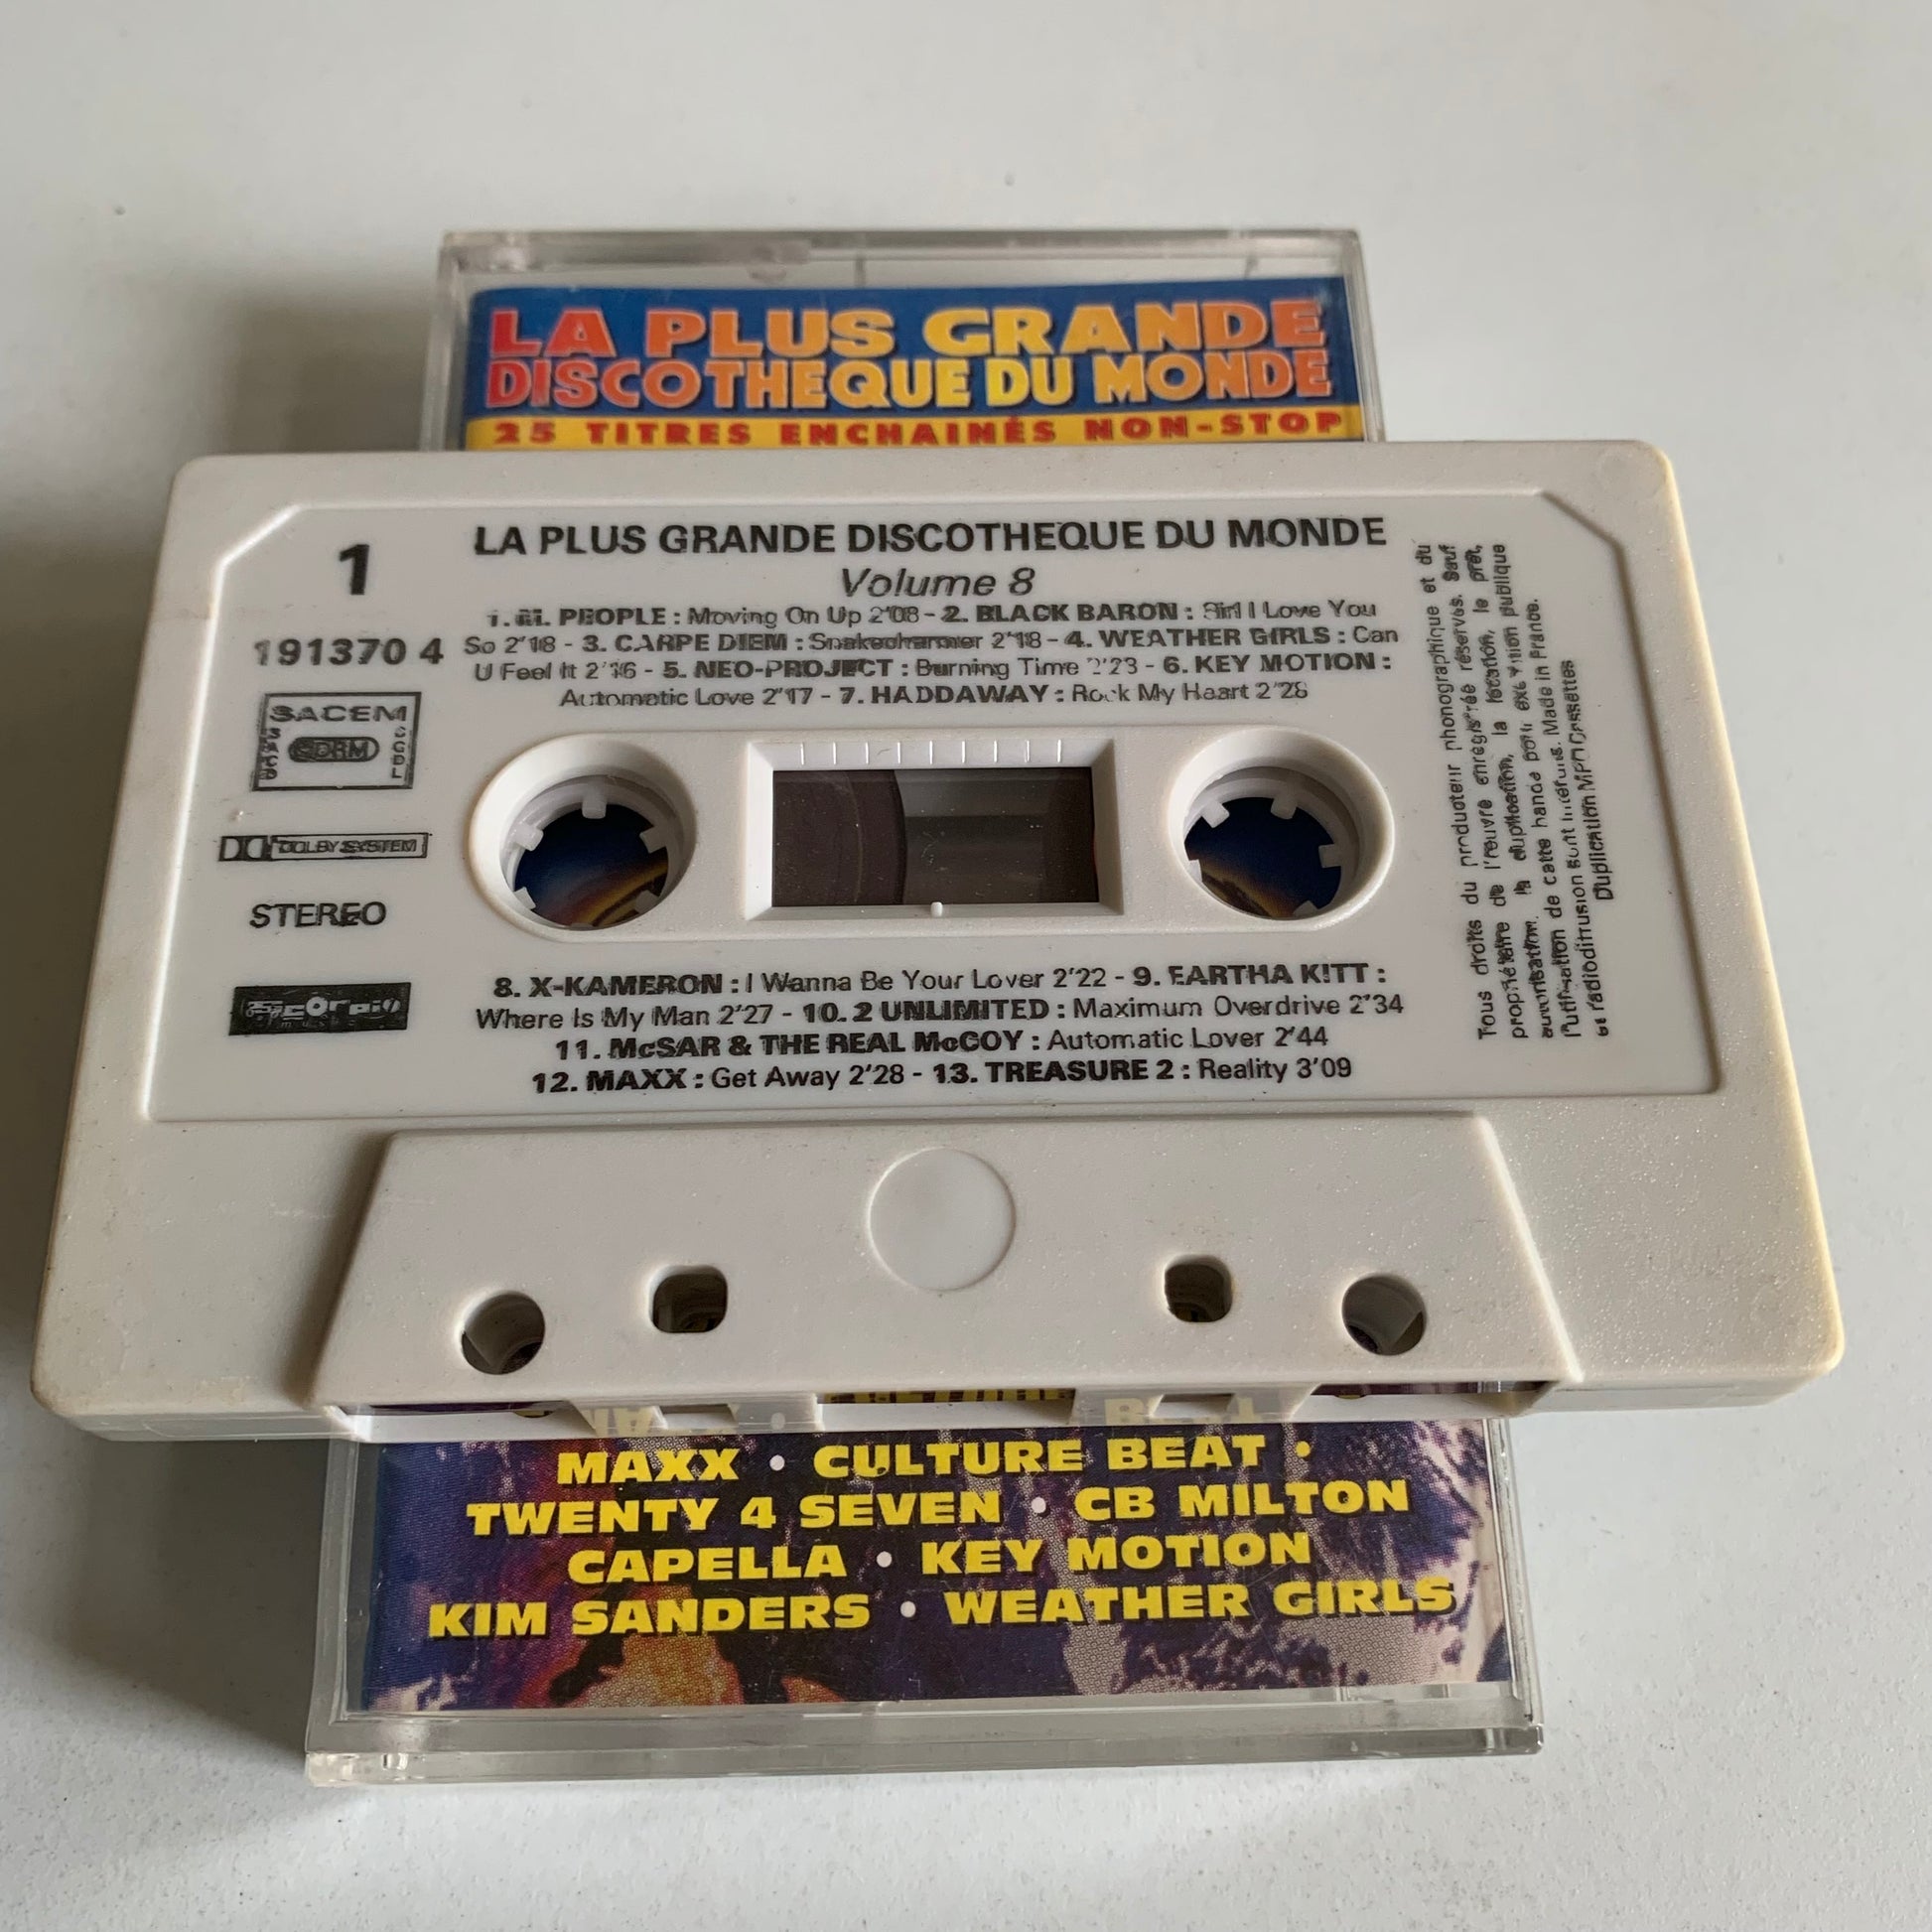 LA PLUS GRANDE
DISCOTHEQUE DU MONDE
25 TITRES ENCHAINÉS NON-STOP
1
LA PLUS GRANDE DISCOTHEQUE DU MONDE
Volume 8
1. M. PEOPLE : Moving On Up 2'08 - 2. BLACK BARON : I Love You
So 2'18 - 3. CARPE DIEM : 2'18 - 4. WEATHER GIRLS : Can
U Feel It 2'16 - 5. NEO-PROJECT : Burning Time 2'23 - 6. KEY MOTION :
Automatic Love 2'17 - 7. HADDAWAY : Rock My Heart 2'28
191370 4
SACEM
SDRM
DOLBY SYSTEM
STEREO
8. X-KAMERON : I Wanna Be Your Lover 2'22 - 9. EARTHA KITT :
Where Is My Man 2'27 - 10. 2 UNLIMITED : Maximum Overdrive 2'34
11. McSAR & THE REAL McCOY : Automatic Lover 2'44
12. MAXX : Get Away 2'28 - 13. TREASURE 2 : Reality 3'09
Tous droits du producteur phonographique et du
propriétaire de l'œuvre enregistrée réservés. Sauf
autorisation, la duplication, la location, le prêt,
l'utilisation de cette bande pour exécution publique
et radiodiffusion sont interdits. Made in France.
Duplication MPO Cassettes
MAXX • CULTURE BEAT •
TWENTY 4 SEVEN • CB MILTON
CAPELLA • KEY MOTION
KIM SANDERS • WEATHER GIRLS